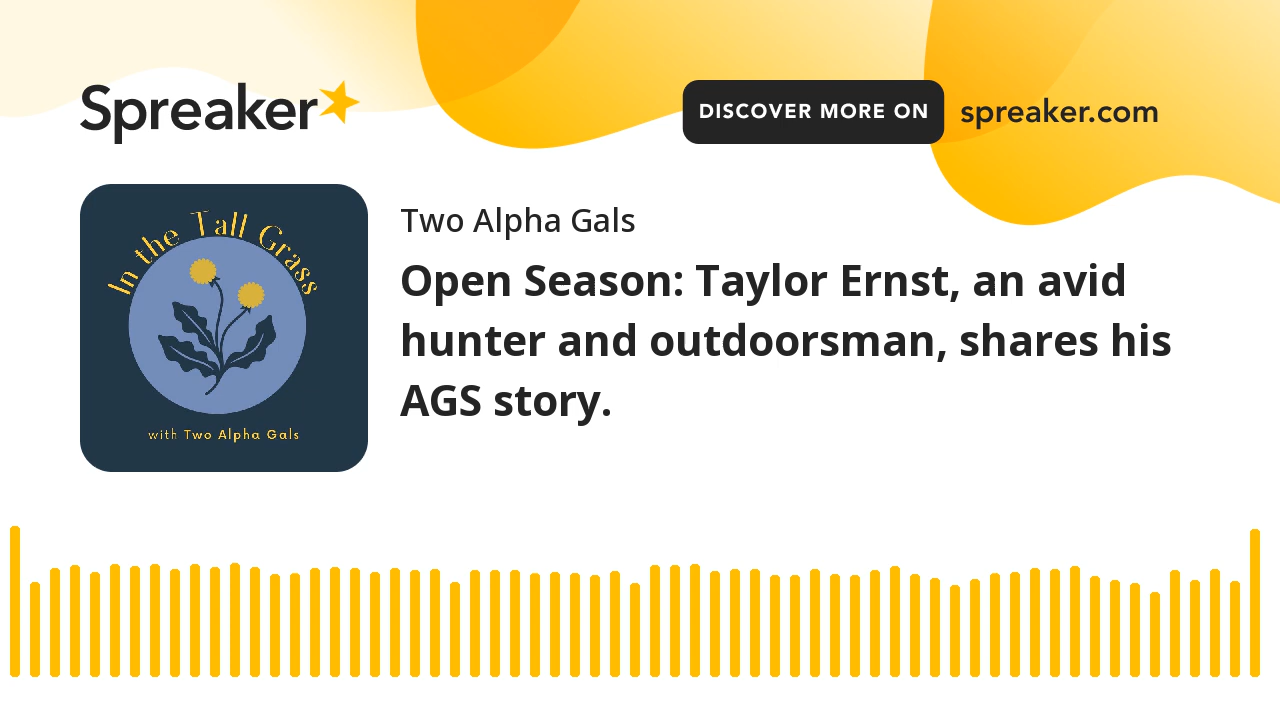 Spreaker
DISCOVER MORE ON
spreaker.com
In the Tall Grass
with Two Alpha Gals
Two Alpha Gals
Open Season: Taylor Ernst, an avid
hunter and outdoorsman, shares his
AGS story.